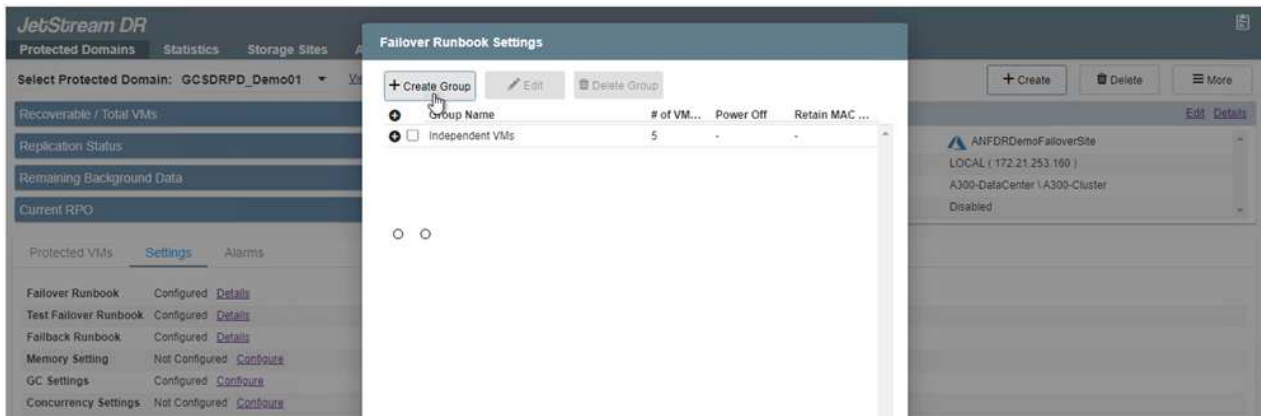 JetStream DR
Protected Domains Statistics Storage Sites A
Select Protected Domain: GCSDRPD_Demo01
+ Create Delete More
Recoverable / Total VMs
Edit Details
Replication Status
Remaining Background Data
Current RPO
ANFDRDemoFailoverSite
LOCAL ( 172.21.253.160 )
A300-DataCenter \ A300-Cluster
Disabled
Protected VMs Settings Alarms
Failover Runbook Configured Details
Test Failover Runbook Configured Details
Failback Runbook Configured Details
Memory Setting Not Configured Configure
GC Settings Configured Configure
Concurrency Settings Not Configured Configure
Failover Runbook Settings
+ Create Group Edit Delete Group
Group Name # of VM... Power Off Retain MAC ...
Independent VMs 5 - -